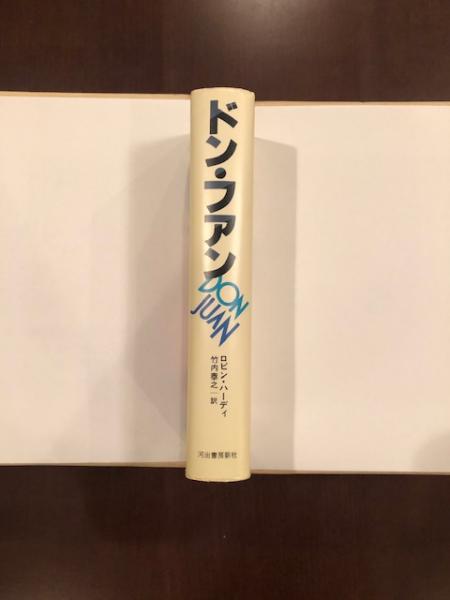 ドン・ファン
DON
JUAN
ロビン・ハーディ
竹内泰之 訳
河出書房新社